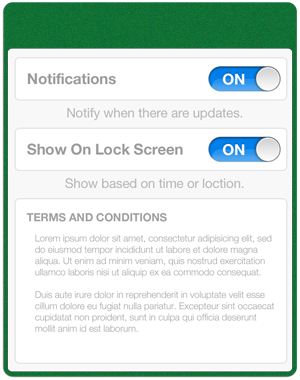 Notifications
ON
Notify when there are updates.
Show On Lock Screen
ON
Show based on time or loction.
TERMS AND CONDITIONS
Lorem ipsum dolor sit amet, consectetur adipisicing elit, sed
do eiusmod tempor incididunt ut labore et dolore magna
aliqua. Ut enim ad minim veniam, quis nostrud exercitation
ullamco laboris nisi ut aliquip ex ea commodo consequat.
Duis aute irure dolor in reprehenderit in voluptate velit esse
cillum dolore eu fugiat nulla pariatur. Excepteur sint occaecat
cupidatat non proident, sunt in culpa qui officia deserunt
mollit anim id est laborum.